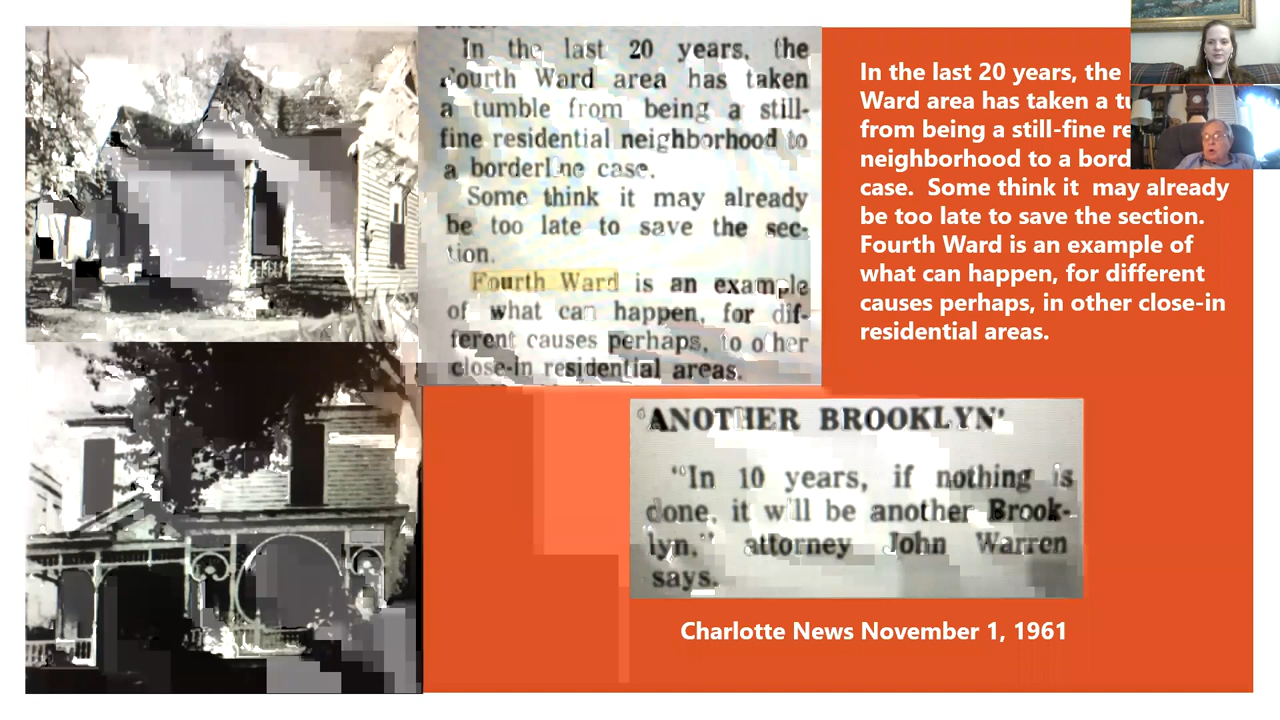 In the last 20 years, the
Fourth Ward area has taken
a tumble from being a still-
fine residential neighborhood to
a borderline case.
Some think it may already
be too late to save the sec-
tion.
Fourth Ward is an example
of what can happen, for dif-
ferent causes perhaps, to other
close-in residential areas.
In the last 20 years, the
Ward area has taken a tu
from being a still-fine re
neighborhood to a bord
case. Some think it may already
be too late to save the section.
Fourth Ward is an example of
what can happen, for different
causes perhaps, in other close-in
residential areas.
'ANOTHER BROOKLYN'
"In 10 years, if nothing is
done, it will be another Brook-
lyn," attorney John Warren
says.
Charlotte News November 1, 1961